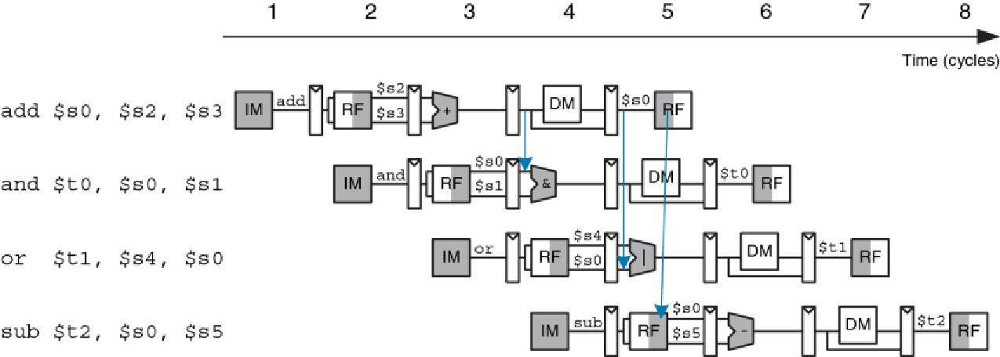 1 2 3 4 5 6 7 8
Time (cycles)
add $s0, $s2, $s3 IM add RF $s2 $s3 + DM $s0 RF
and $t0, $s0, $s1 IM and RF $s0 $s1 & DM $t0 RF
or $t1, $s4, $s0 IM or RF $s4 $s0 | DM $t1 RF
sub $t2, $s0, $s5 IM sub RF $s0 $s5 - DM $t2 RF